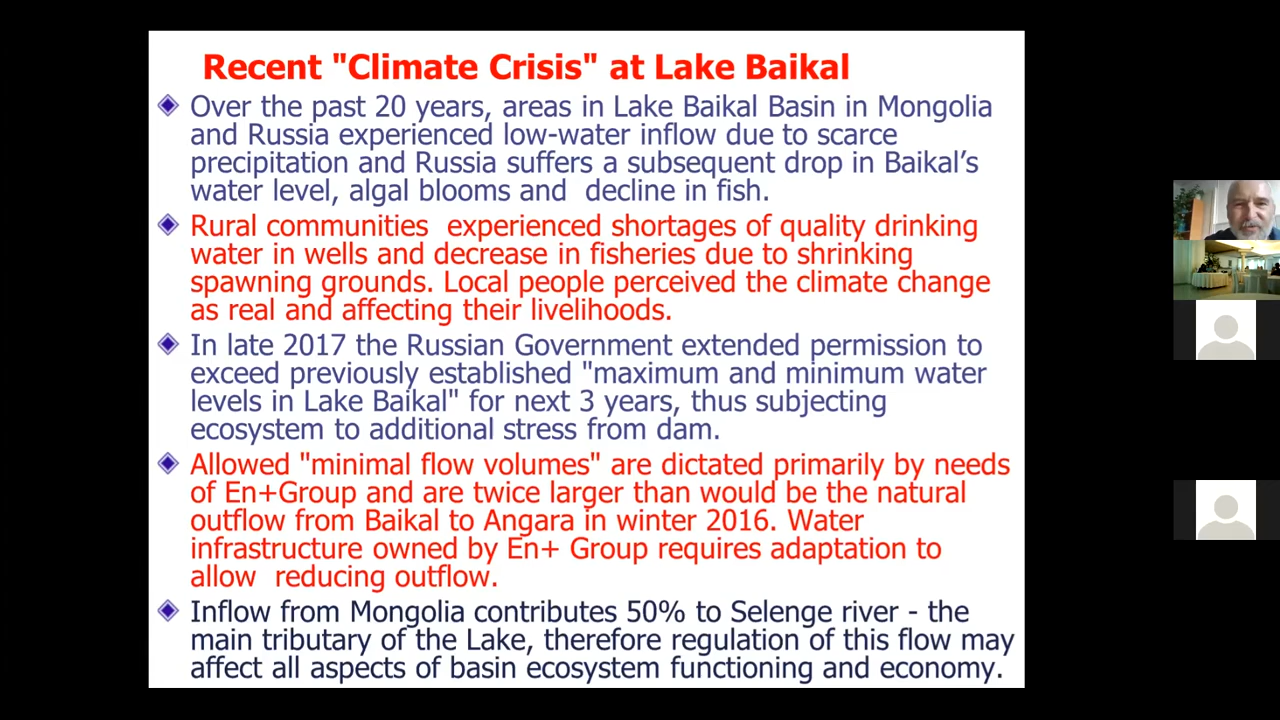 Recent "Climate Crisis" at Lake Baikal
Over the past 20 years, areas in Lake Baikal Basin in Mongolia
and Russia experienced low-water inflow due to scarce
precipitation and Russia suffers a subsequent drop in Baikal’s
water level, algal blooms and  decline in fish.
Rural communities  experienced shortages of quality drinking
water in wells and decrease in fisheries due to shrinking
spawning grounds. Local people perceived the climate change
as real and affecting their livelihoods.
In late 2017 the Russian Government extended permission to
exceed previously established "maximum and minimum water
levels in Lake Baikal" for next 3 years, thus subjecting
ecosystem to additional stress from dam.
Allowed "minimal flow volumes" are dictated primarily by needs
of En+Group and are twice larger than would be the natural
outflow from Baikal to Angara in winter 2016. Water
infrastructure owned by En+ Group requires adaptation to
allow  reducing outflow.
Inflow from Mongolia contributes 50% to Selenge river - the
main tributary of the Lake, therefore regulation of this flow may
affect all aspects of basin ecosystem functioning and economy.